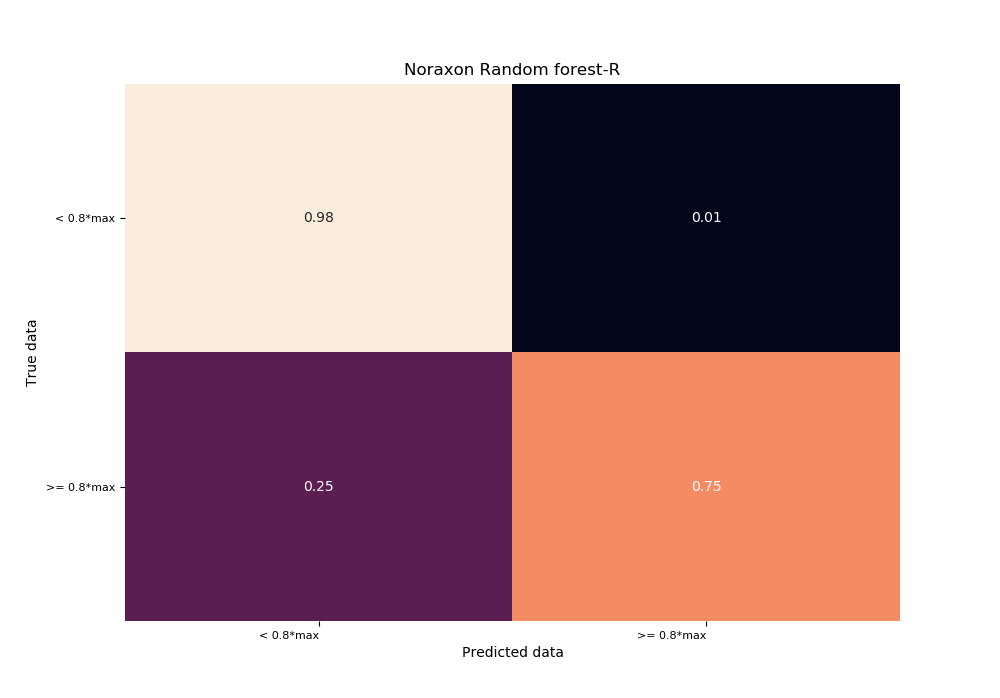 Noraxon Random forest-R
< 0.8*max
0.98
0.01
True data
>= 0.8*max
0.25
0.75
< 0.8*max
>= 0.8*max
Predicted data